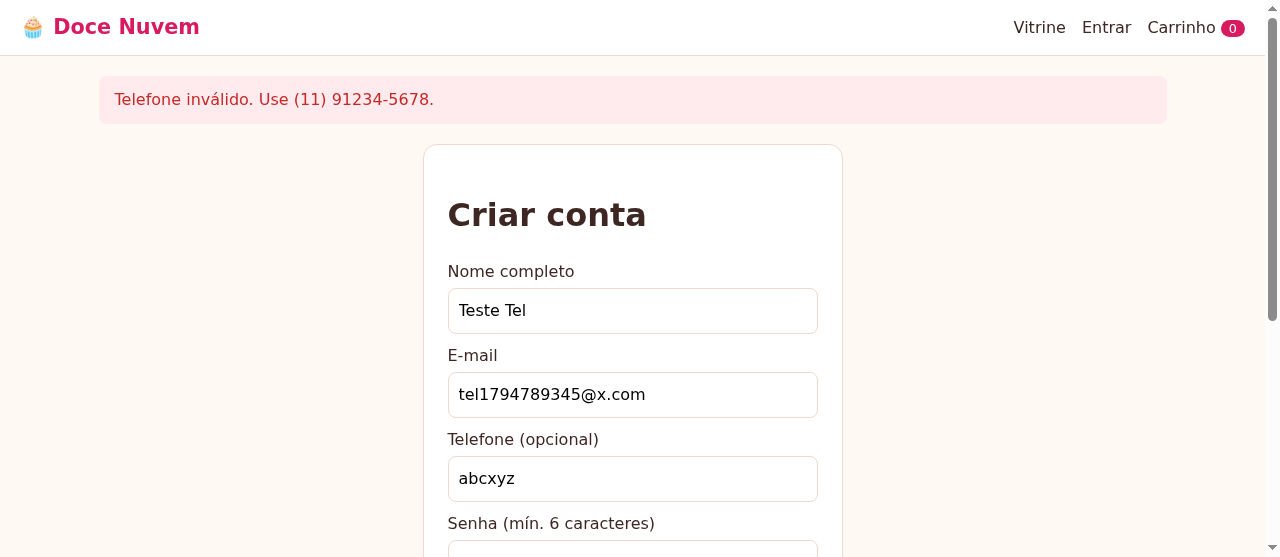 🧁 Doce Nuvem
Vitrine Entrar Carrinho 0
Telefone inválido. Use (11) 91234-5678.
Criar conta
Nome completo
Teste Tel
E-mail
tel1794789345@x.com
Telefone (opcional)
abcxyz
Senha (mín. 6 caracteres)